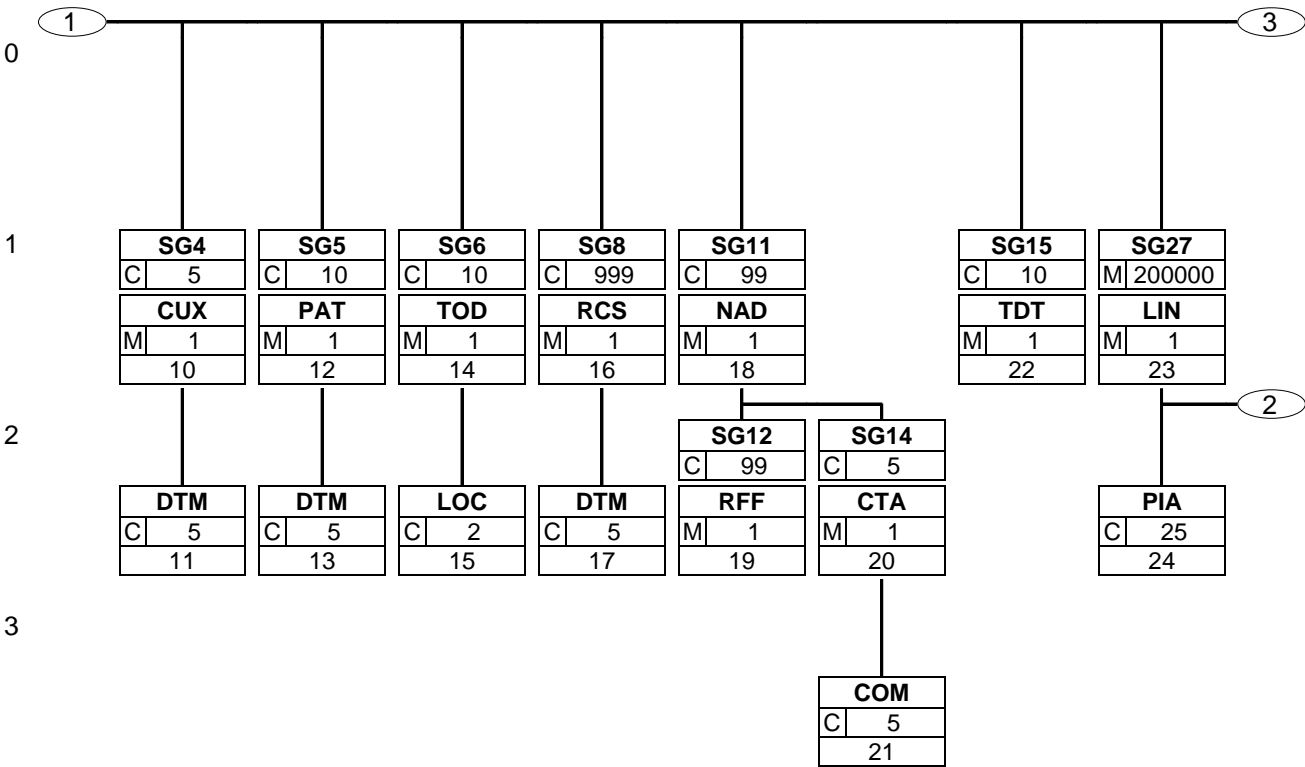 1 3
0
1
SG4 SG5 SG6 SG8 SG11 SG15 SG27
C 5 C 10 C 10 C 999 C 99 C 10 M 200000
CUX PAT TOD RCS NAD TDT LIN
M 1 M 1 M 1 M 1 M 1 M 1 M 1
10 12 14 16 18 22 23
2
2
SG12 SG14
C 99 C 5
DTM DTM LOC DTM RFF CTA PIA
C 5 C 5 C 2 C 5 M 1 M 1 C 25
11 13 15 17 19 20 24
3
COM
C 5
21